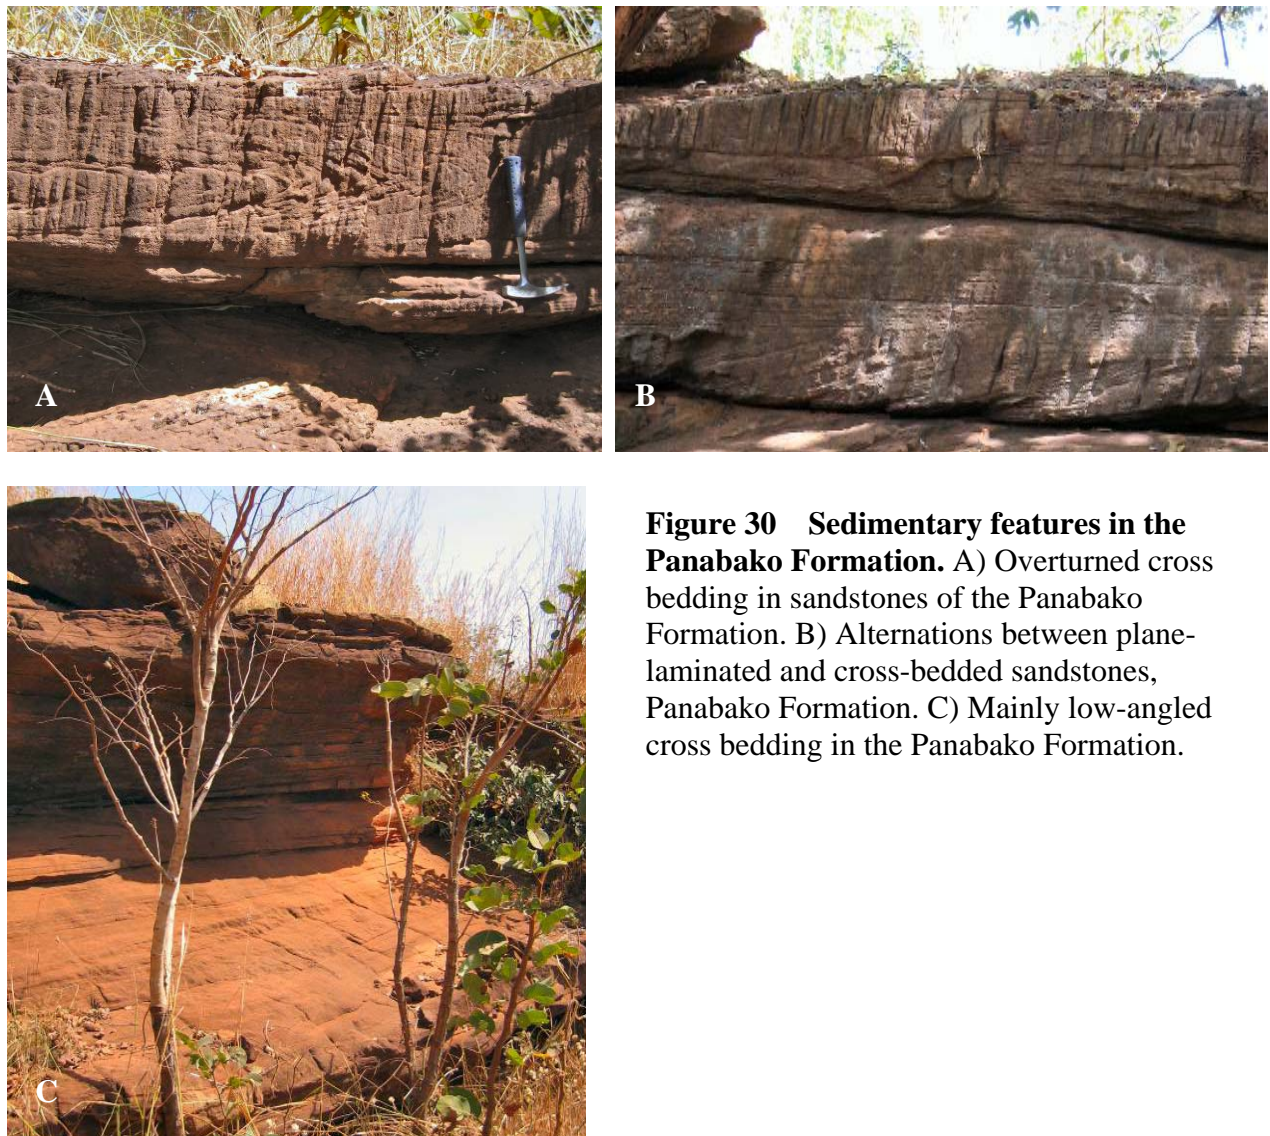 A
B
C
Figure 30 Sedimentary features in the
Panabako Formation. A) Overturned cross
bedding in sandstones of the Panabako
Formation. B) Alternations between plane-
laminated and cross-bedded sandstones,
Panabako Formation. C) Mainly low-angled
cross bedding in the Panabako Formation.